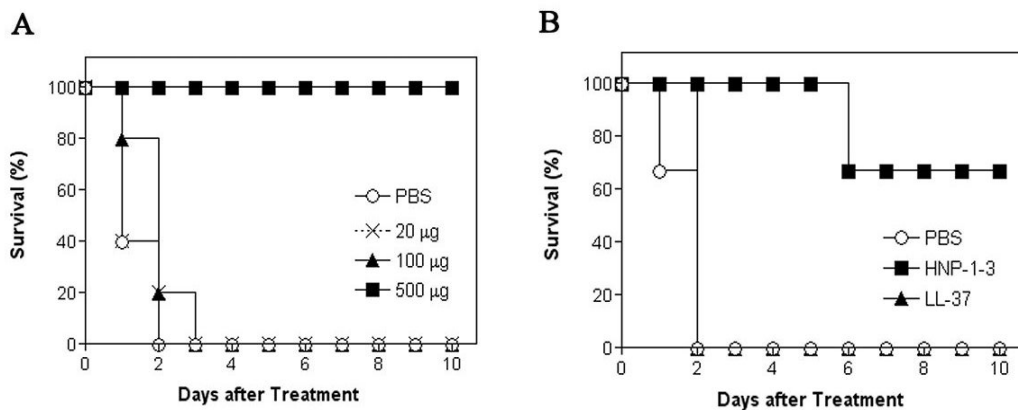 A
Survival (%)
100
80
60
40
20
0
0 2 4 6 8 10
Days after Treatment
PBS
20 µg
100 µg
500 µg
B
Survival (%)
100
80
60
40
20
0
0 2 4 6 8 10
Days after Treatment
PBS
HNP-1-3
LL-37